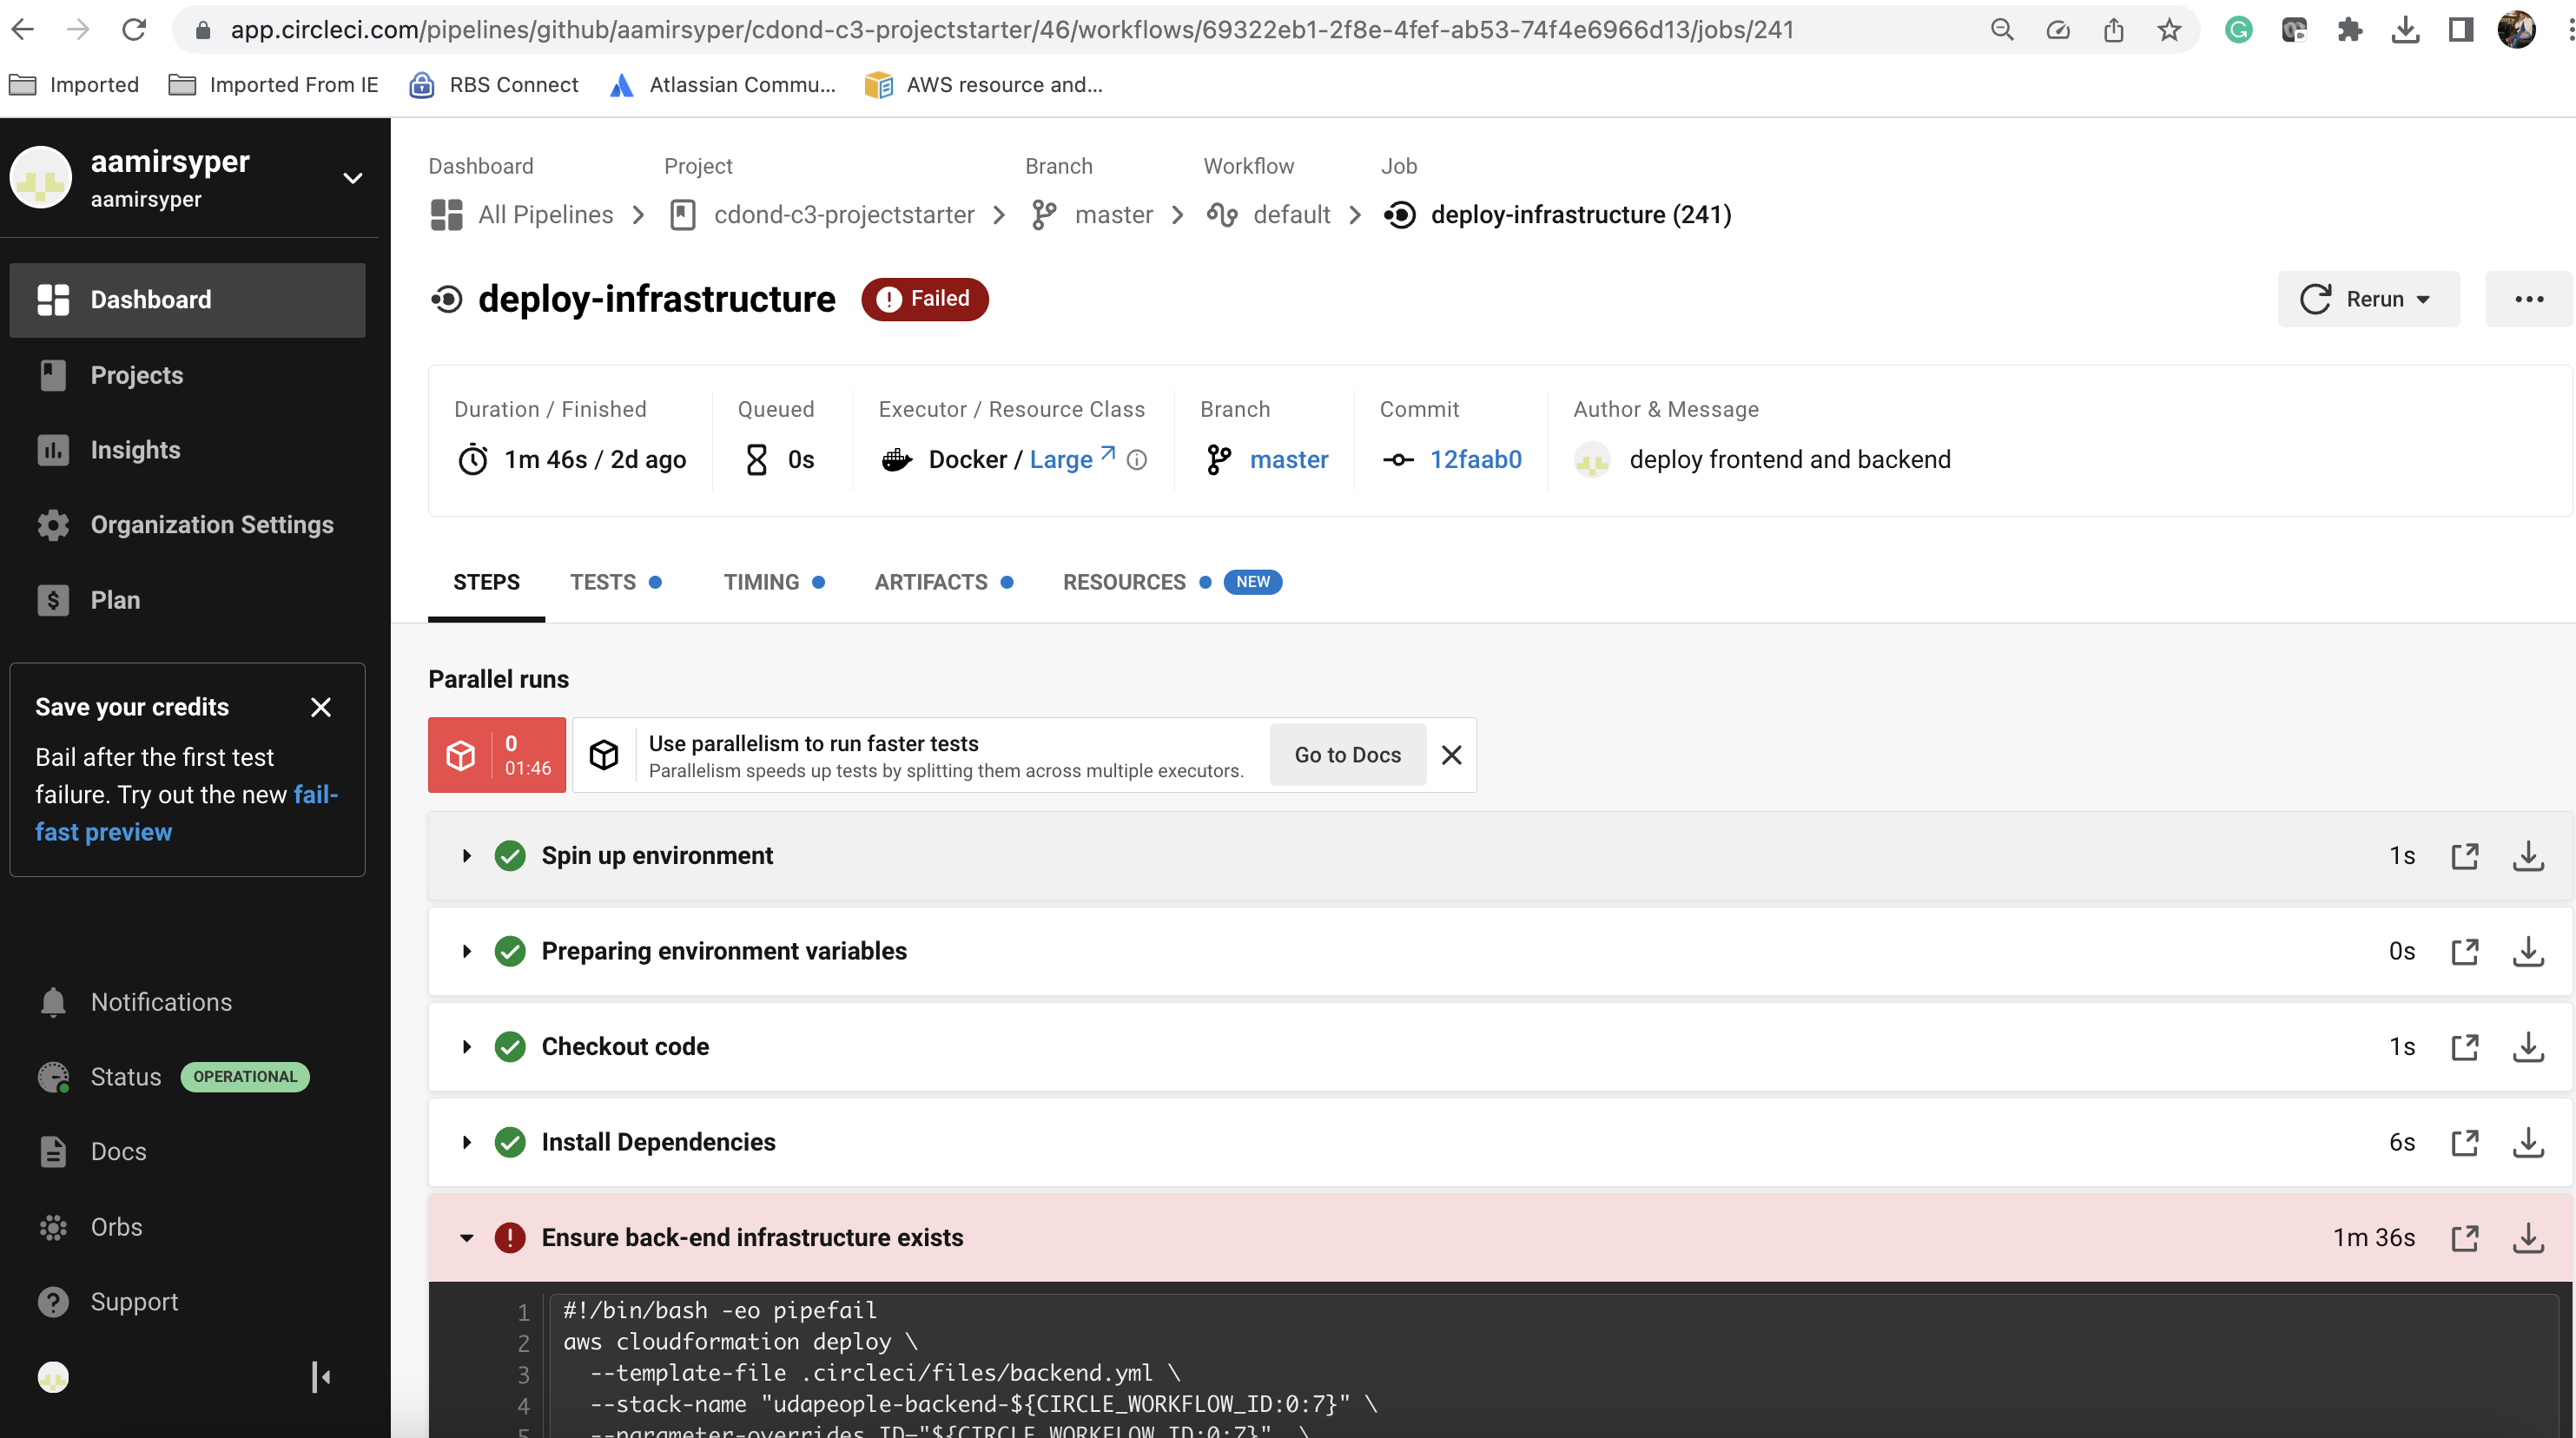 app.circleci.com/pipelines/github/aamirsyper/cdond-c3-projectstarter/46/workflows/69322eb1-2f8e-4fef-ab53-74f4e6966d13/jobs/241
Imported
Imported From IE
RBS Connect
Atlassian Commu...
AWS resource and...
aamirsyper
aamirsyper
Dashboard
Projects
Insights
Organization Settings
Plan
Save your credits
Bail after the first test
failure. Try out the new fail-
fast preview
Notifications
Status OPERATIONAL
Docs
Orbs
Support
Dashboard Project Branch Workflow Job
All Pipelines cdond-c3-projectstarter master default deploy-infrastructure (241)
deploy-infrastructure Failed
Rerun
Duration / Finished Queued Executor / Resource Class Branch Commit Author & Message
1m 46s / 2d ago 0s Docker / Large master 12faab0 deploy frontend and backend
STEPS TESTS TIMING ARTIFACTS RESOURCES NEW
Parallel runs
0
01:46
Use parallelism to run faster tests
Parallelism speeds up tests by splitting them across multiple executors.
Go to Docs
Spin up environment 1s
Preparing environment variables 0s
Checkout code 1s
Install Dependencies 6s
Ensure back-end infrastructure exists 1m 36s
1 #!/bin/bash -eo pipefail
2 aws cloudformation deploy \
3 --template-file .circleci/files/backend.yml \
4 --stack-name "udapeople-backend-${CIRCLE_WORKFLOW_ID:0:7}" \
5 --parameter-overrides ID="${CIRCLE_WORKFLOW_ID:0:7}" \